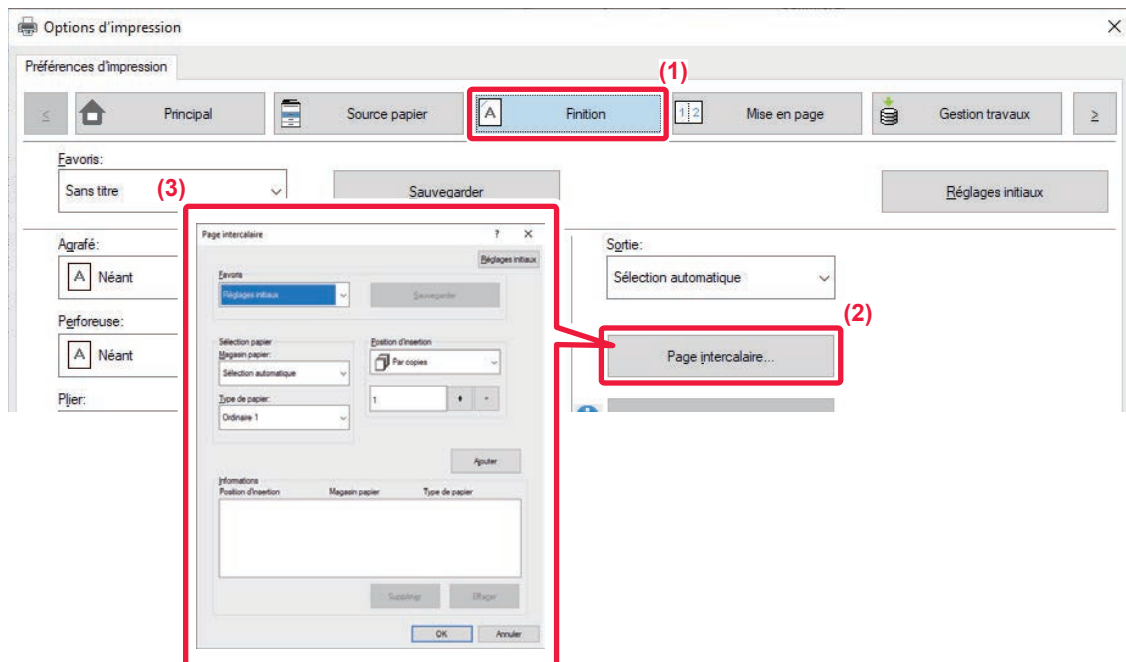 Options d'impression
Préférences d'impression
(1)
≤ Principal Source papier A Finition 1 2 Mise en page Gestion travaux ≥
Favoris:
Sans titre (3) Sauvegarder Réglages initiaux
Page intercalaire ? ×
Réglages initiaux
Favoris
Réglages initiaux Sauvegarder
Sélection papier Position d'insertion
Magasin papier: Par copies
Sélection automatique
Type de papier: 1 + -
Ordinaire 1
Ajouter
Informations
Position d'insertion Magasin papier Type de papier
Supprimer Effacer
OK Annuler
Agrafé:
A Néant
Perforeuse:
A Néant
Plier:
Sortie:
Sélection automatique
(2)
Page intercalaire...